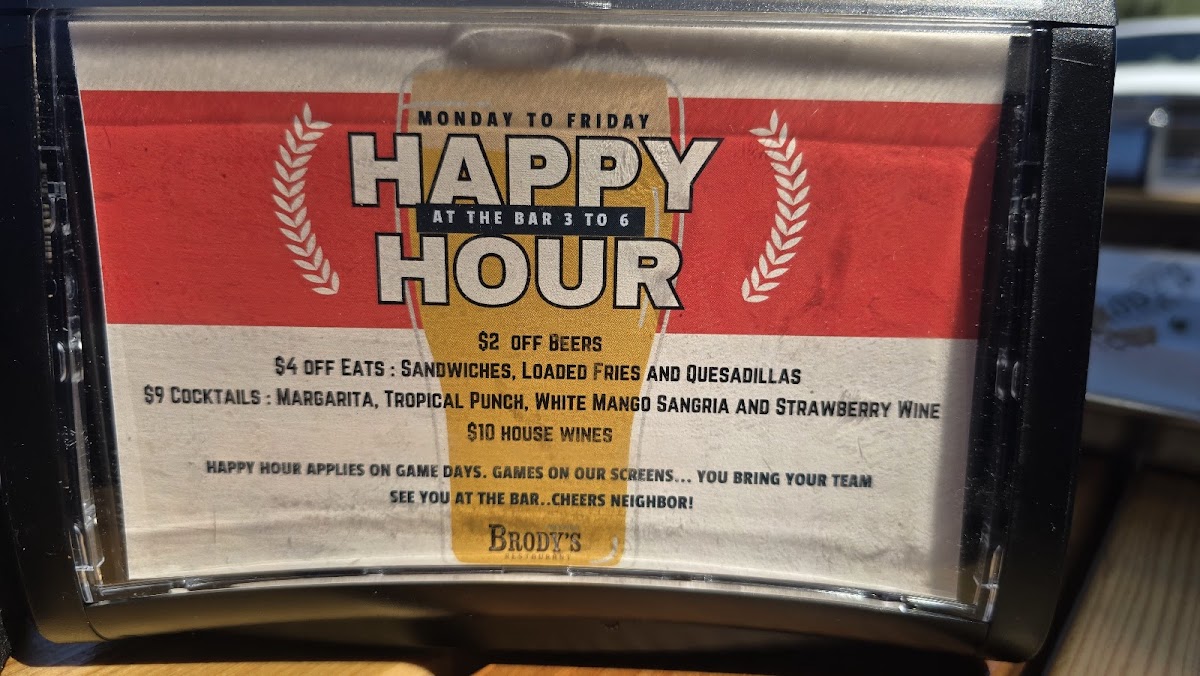 MONDAY TO FRIDAY
HAPPY
AT THE BAR 3 TO 6
HOUR
$2 OFF BEERS
$4 OFF EATS : SANDWICHES, LOADED FRIES AND QUESADILLAS
$9 COCKTAILS : MARGARITA, TROPICAL PUNCH, WHITE MANGO SANGRIA AND STRAWBERRY WINE
$10 HOUSE WINES
HAPPY HOUR APPLIES ON GAME DAYS. GAMES ON OUR SCREENS... YOU BRING YOUR TEAM
SEE YOU AT THE BAR..CHEERS NEIGHBOR!
BRODY'S
RESTAURANT